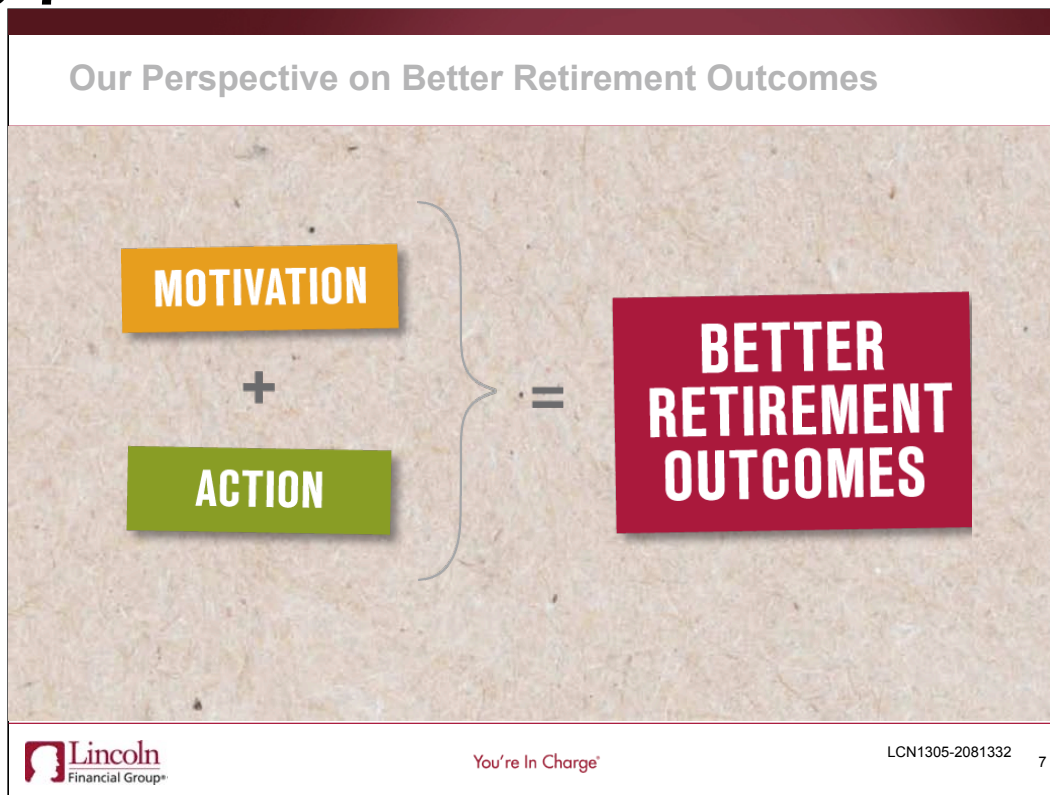 Our Perspective on Better Retirement Outcomes
MOTIVATION
+
ACTION
=
BETTER
RETIREMENT
OUTCOMES
Lincoln
Financial Group®
You're In Charge®
LCN1305-2081332
7